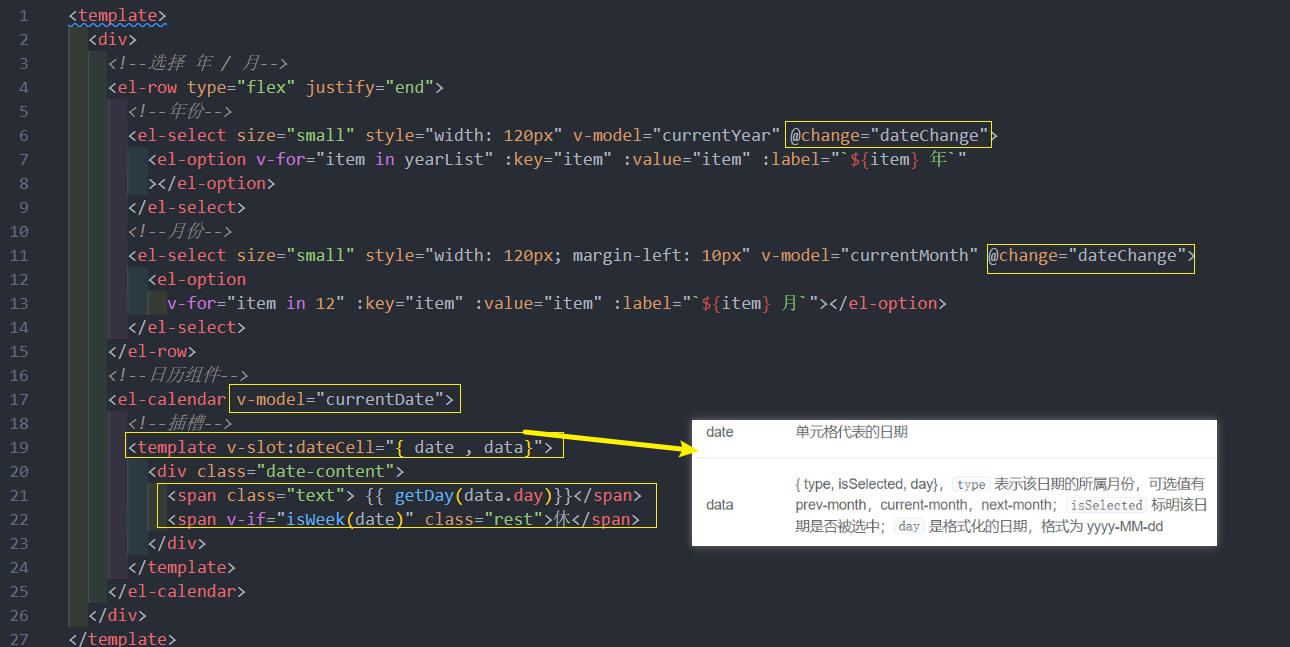 1 <template>
2 <div>
3 <!--选择 年 / 月-->
4 <el-row type="flex" justify="end">
5 <!--年份-->
6 <el-select size="small" style="width: 120px" v-model="currentYear" @change="dateChange">
7 <el-option v-for="item in yearList" :key="item" :value="item" :label="`${item} 年`"
8 ></el-option>
9 </el-select>
10 <!--月份-->
11 <el-select size="small" style="width: 120px; margin-left: 10px" v-model="currentMonth" @change="dateChange">
12 <el-option
13 v-for="item in 12" :key="item" :value="item" :label="`${item} 月`"></el-option>
14 </el-select>
15 </el-row>
16 <!--日历组件-->
17 <el-calendar v-model="currentDate">
18 <!--插槽-->
19 <template v-slot:dateCell="{ date , data}">
20 <div class="date-content">
21 <span class="text"> {{ getDay(data.day)}}</span>
22 <span v-if="isWeek(date)" class="rest">休</span>
23 </div>
24 </template>
25 </el-calendar>
26 </div>
27 </template>
date 单元格代表的日期
data { type, isSelected, day}，type 表示该日期的所属月份，可选值有
prev-month，current-month，next-month；isSelected 标明该日
期是否被选中；day 是格式化的日期，格式为 yyyy-MM-dd